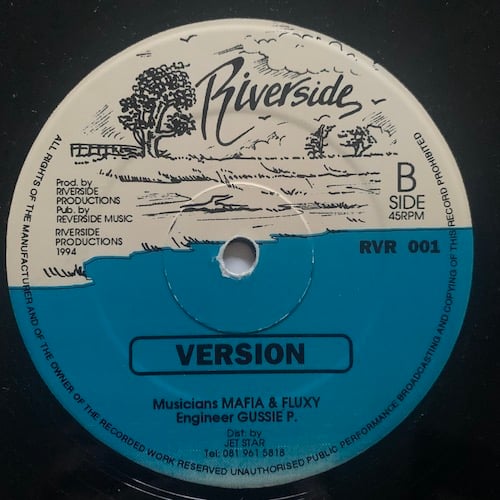 Riverside
Prod. by
RIVERSIDE
PRODUCTIONS
Pub. by
REVERSIDE MUSIC
RIVERSIDE
PRODUCTIONS
1994
B
SIDE
45RPM
RVR 001
VERSION
Musicians MAFIA & FLUXY
Engineer GUSSIE P.
Dist. by
JET STAR
Tel: 081 961 5818
ALL RIGHTS OF THE MANUFACTURER AND OF THE OWNER OF THE RECORDED WORK RESERVED UNAUTHORISED PUBLIC PERFORMANCE BROADCASTING AND COPYING OF THIS RECORD PROHIBITED